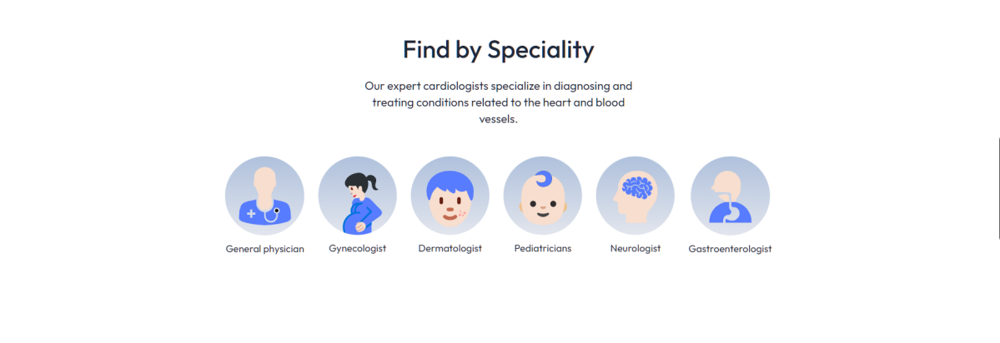 Find by Speciality
Our expert cardiologists specialize in diagnosing and
treating conditions related to the heart and blood
vessels.
General physician
Gynecologist
Dermatologist
Pediatricians
Neurologist
Gastroenterologist